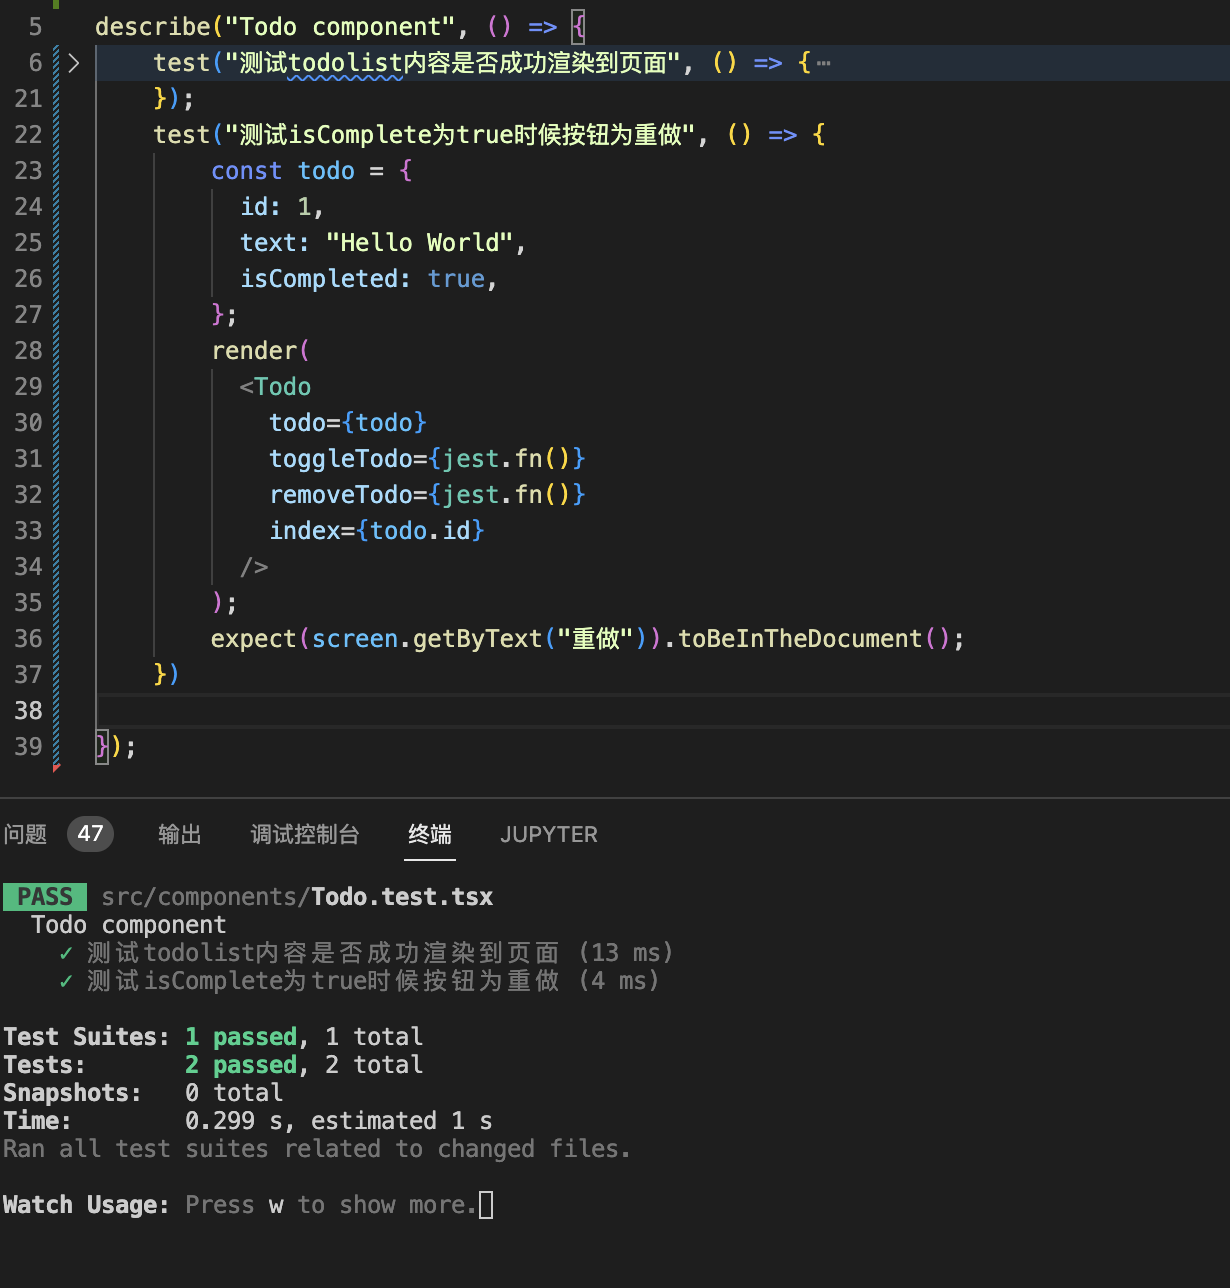 5 describe("Todo component", () => {
6 test("测试todolist内容是否成功渲染到页面", () => {⋯
21 });
22 test("测试isComplete为true时候按钮为重做", () => {
23 const todo = {
24 id: 1,
25 text: "Hello World",
26 isCompleted: true,
27 };
28 render(
29 <Todo
30 todo={todo}
31 toggleTodo={jest.fn()}
32 removeTodo={jest.fn()}
33 index={todo.id}
34 />
35 );
36 expect(screen.getByText("重做")).toBeInTheDocument();
37 })
38
39 });
问题 47 输出 调试控制台 终端 JUPYTER
PASS src/components/Todo.test.tsx
Todo component
✓ 测试todolist内容是否成功渲染到页面 (13 ms)
✓ 测试isComplete为true时候按钮为重做 (4 ms)
Test Suites: 1 passed, 1 total
Tests: 2 passed, 2 total
Snapshots: 0 total
Time: 0.299 s, estimated 1 s
Ran all test suites related to changed files.
Watch Usage: Press w to show more.